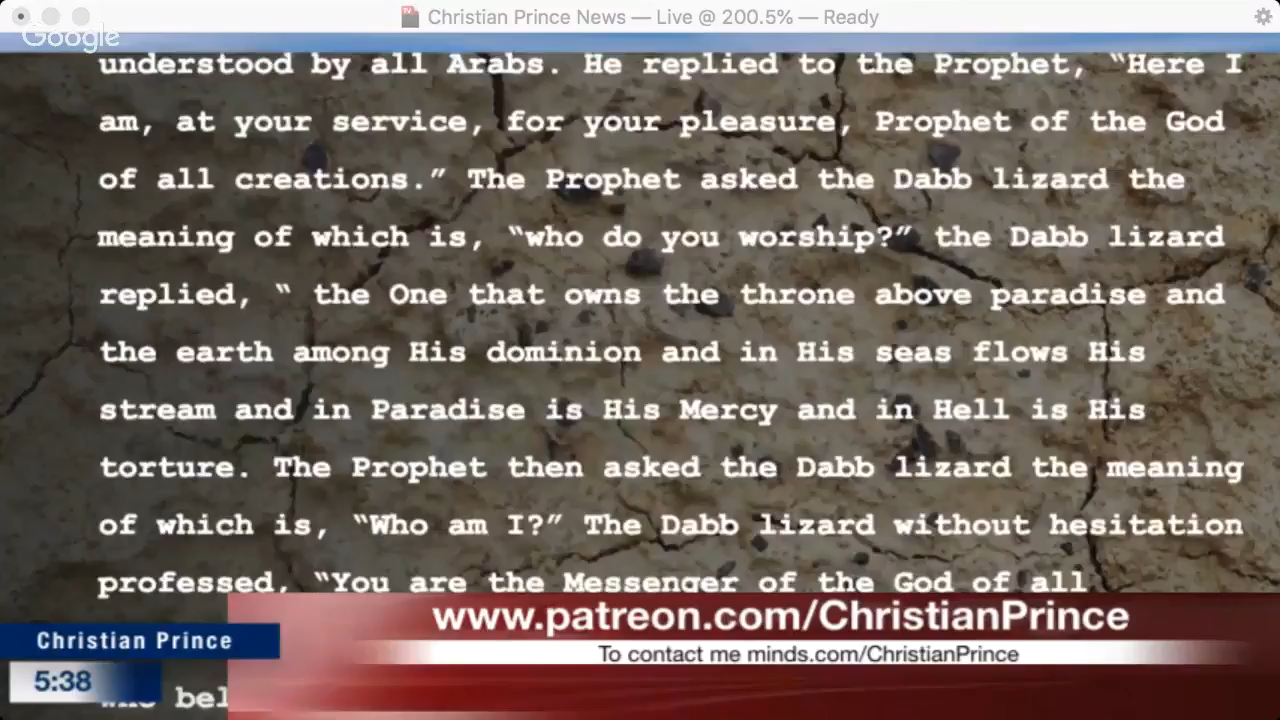 Christian Prince News — Live @ 200.5% — Ready
Google
understood by all Arabs. He replied to the Prophet, “Here I
am, at your service, for your pleasure, Prophet of the God
of all creations.” The Prophet asked the Dabb lizard the
meaning of which is, “who do you worship?” the Dabb lizard
replied, “ the One that owns the throne above paradise and
the earth among His dominion and in His seas flows His
stream and in Paradise is His Mercy and in Hell is His
torture. The Prophet then asked the Dabb lizard the meaning
of which is, “Who am I?” The Dabb lizard without hesitation
professed, “You are the Messenger of the God of all
www.patreon.com/ChristianPrince
Christian Prince
To contact me minds.com/ChristianPrince
5:38